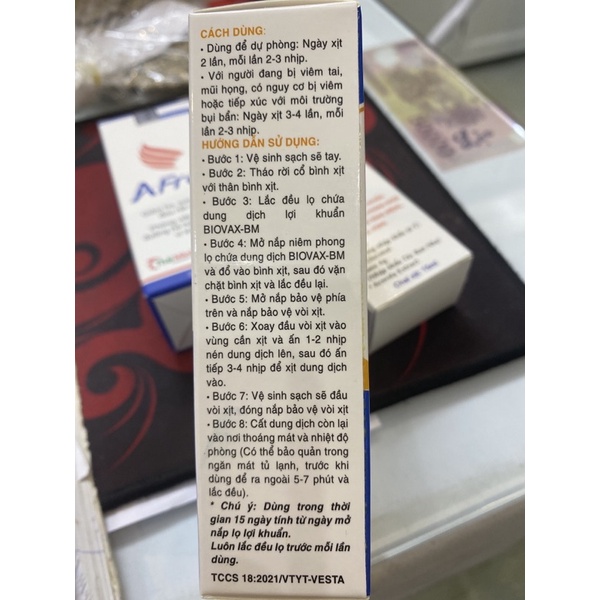 CÁCH DÙNG:
• Dùng để dự phòng: Ngày xịt
2 lần, mỗi lần 2-3 nhịp.
• Với người đang bị viêm tai,
mũi họng, có nguy cơ bị viêm
hoặc tiếp xúc với môi trường
bụi bẩn: Ngày xịt 3-4 lần, mỗi
lần 2-3 nhịp.
HƯỚNG DẪN SỬ DỤNG:
• Bước 1: Vệ sinh sạch sẽ tay.
• Bước 2: Tháo rời cổ bình xịt
với thân bình xịt.
• Bước 3: Lắc đều lọ chứa
dung dịch lợi khuẩn
BIOVAX-BM
• Bước 4: Mở nắp niêm phong
lọ chứa dung dịch BIOVAX-BM
và đổ vào bình xịt, sau đó vặn
chặt bình xịt và lắc đều lại.
• Bước 5: Mở nắp bảo vệ phía
trên và nắp bảo vệ vòi xịt.
• Bước 6: Xoay đầu vòi xịt vào
vùng cần xịt và ấn 1-2 nhịp
nén dung dịch lên, sau đó ấn
tiếp 3-4 nhịp để xịt dung dịch
vào.
• Bước 7: Vệ sinh sạch sẽ đầu
vòi xịt, đóng nắp bảo vệ vòi xịt
• Bước 8: Cất dung dịch còn lại
vào nơi thoáng mát và nhiệt độ
phòng (Có thể bảo quản trong
ngăn mát tủ lạnh, trước khi
dùng để ra ngoài 5-7 phút và
lắc đều).
* Chú ý: Dùng trong thời
gian 15 ngày tính từ ngày mở
nắp lọ lợi khuẩn.
Luôn lắc đều lọ trước mỗi lần
dùng.
TCCS 18:2021/VTYT-VESTA